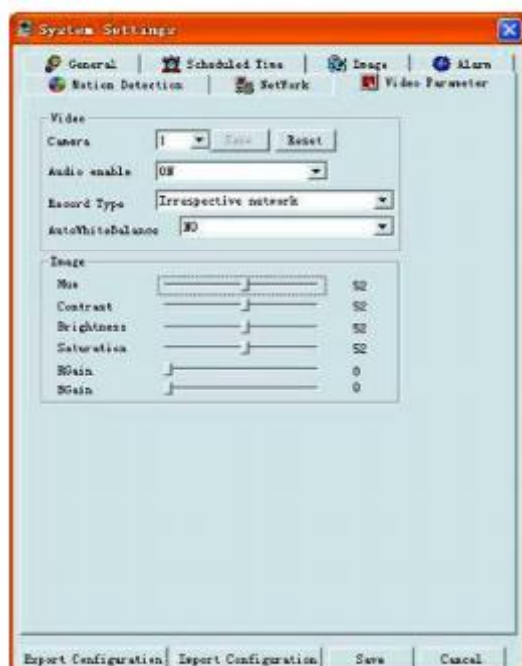 System Settings
General Scheduled Time Image Alarm
Motion Detection NetWork Video Parameter
Video
Camera 1 Save Reset
Audio enable ON
Record Type Irrespective network
AutoWhiteBalance NO
Image
Hue 52
Contrast 52
Brightness 52
Saturation 52
RGain 0
BGain 0
Export Configuration Import Configuration Save Cancel